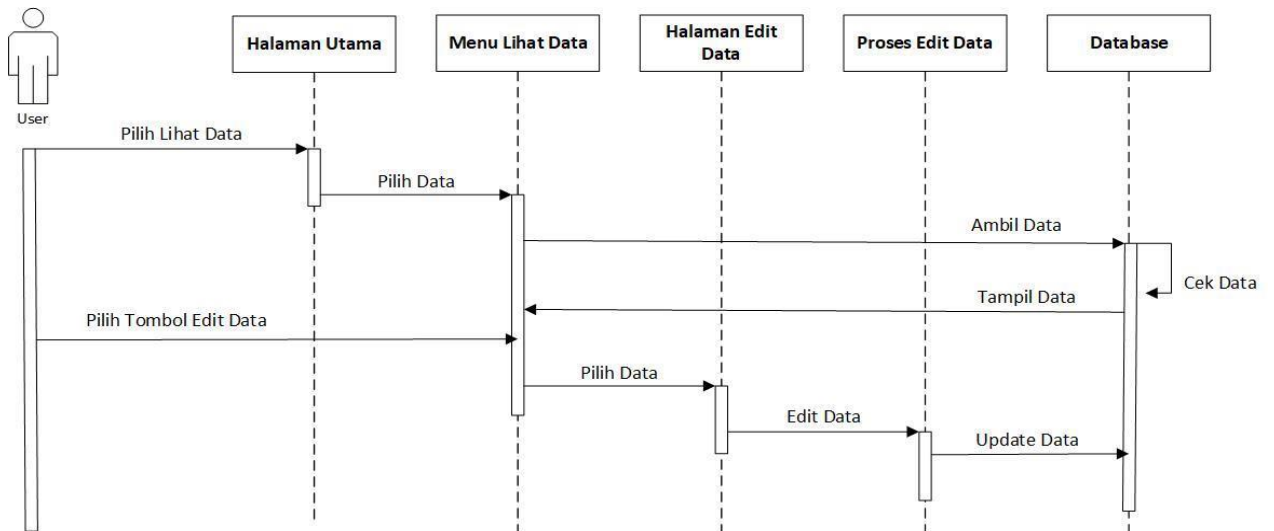 Halaman Utama
Menu Lihat Data
Halaman Edit
Data
Proses Edit Data
Database
User
Pilih Lihat Data
Pilih Data
Ambil Data
Cek Data
Tampil Data
Pilih Tombol Edit Data
Pilih Data
Edit Data
Update Data